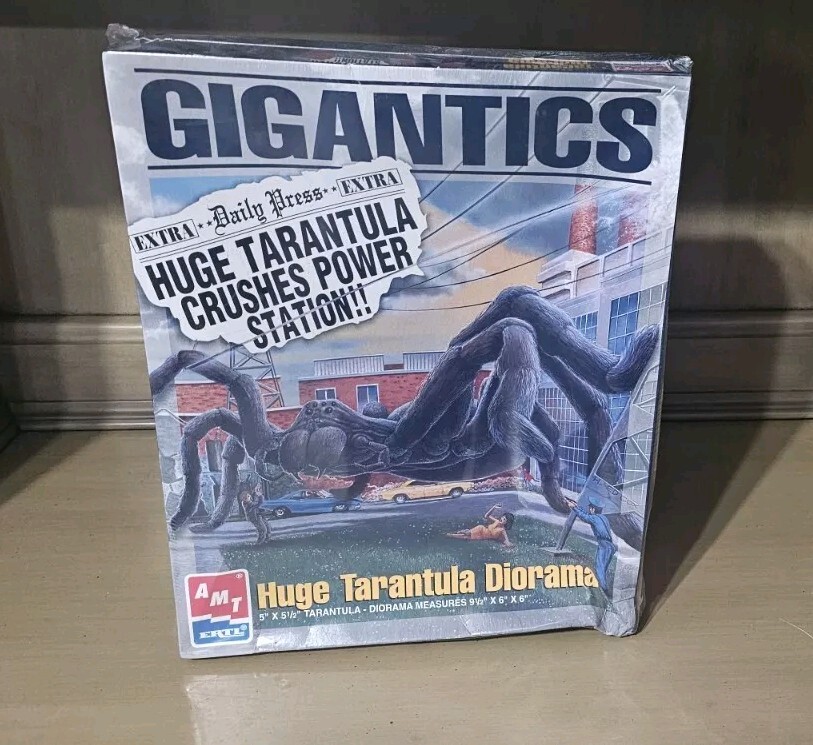 GIGANTICS
EXTRA **Daily Press** EXTRA
HUGE TARANTULA
CRUSHES POWER
STATION!!
AMT®
ERTL®
Huge Tarantula Diorama
5" X 5½" TARANTULA - DIORAMA MEASURES 9½" X 6" X 6"